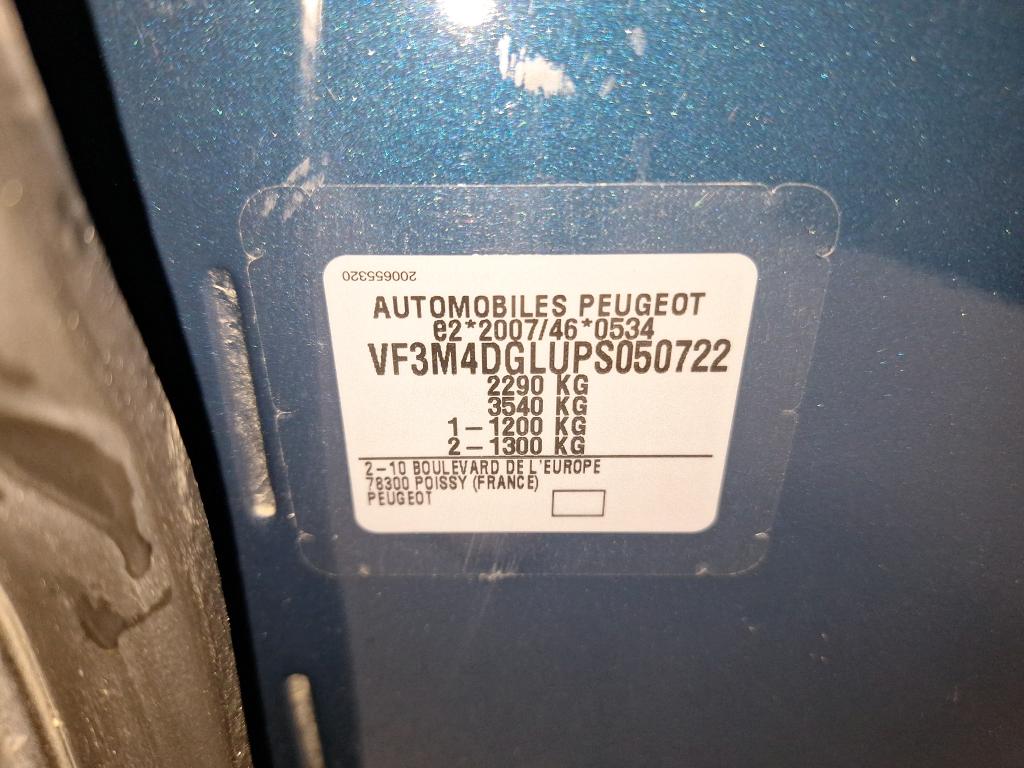 200655320
AUTOMOBILES PEUGEOT
e2*2007/46*0534
VF3M4DGLUPS050722
2290 KG
3540 KG
1-1200 KG
2-1300 KG
2-10 BOULEVARD DE L'EUROPE
78300 POISSY (FRANCE)
PEUGEOT